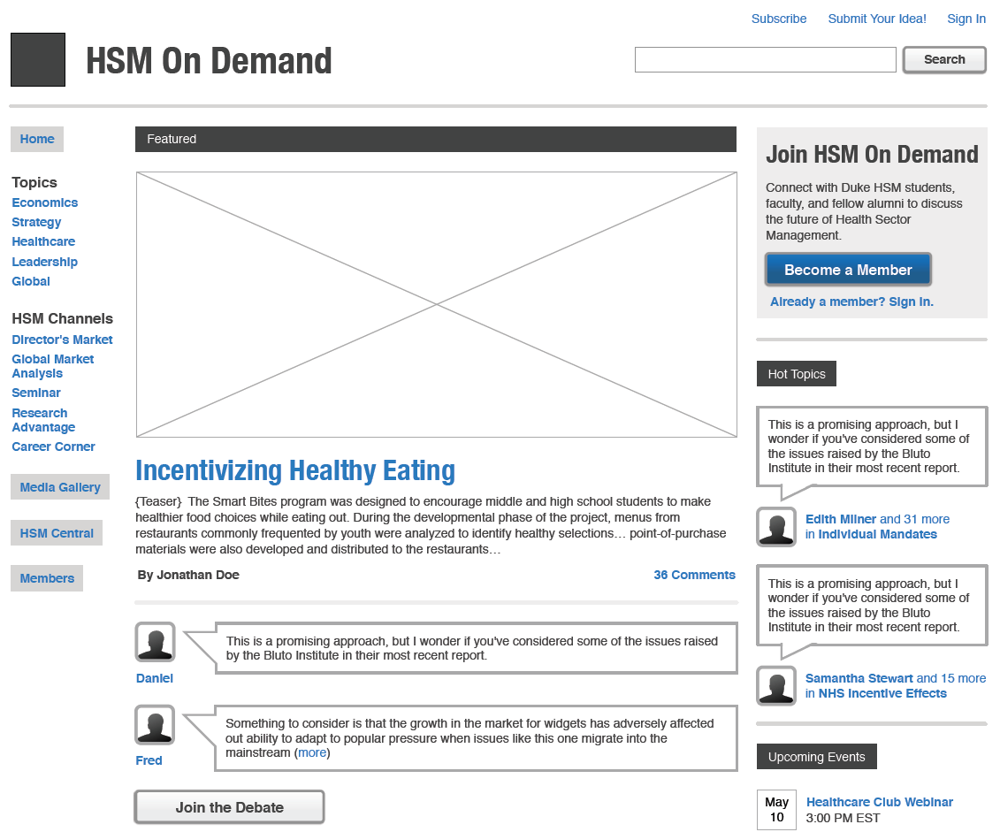 Subscribe Submit Your Idea! Sign In
HSM On Demand
Search
Home
Topics
Economics
Strategy
Healthcare
Leadership
Global
HSM Channels
Director's Market
Global Market
Analysis
Seminar
Research
Advantage
Career Corner
Media Gallery
HSM Central
Members
Featured
Incentivizing Healthy Eating
{Teaser} The Smart Bites program was designed to encourage middle and high school students to make
healthier food choices while eating out. During the developmental phase of the project, menus from
restaurants commonly frequented by youth were analyzed to identify healthy selections… point-of-purchase
materials were also developed and distributed to the restaurants…
By Jonathan Doe 36 Comments
This is a promising approach, but I wonder if you've considered some of the issues raised
by the Bluto Institute in their most recent report.
Daniel
Something to consider is that the growth in the market for widgets has adversely affected
out ability to adapt to popular pressure when issues like this one migrate into the
mainstream (more)
Fred
Join the Debate
Join HSM On Demand
Connect with Duke HSM students,
faculty, and fellow alumni to discuss
the future of Health Sector
Management.
Become a Member
Already a member? Sign In.
Hot Topics
This is a promising approach, but I
wonder if you've considered some of
the issues raised by the Bluto
Institute in their most recent report.
Edith Milner and 31 more
in Individual Mandates
This is a promising approach, but I
wonder if you've considered some of
the issues raised by the Bluto
Institute in their most recent report.
Samantha Stewart and 15 more
in NHS Incentive Effects
Upcoming Events
May
10
Healthcare Club Webinar
3:00 PM EST